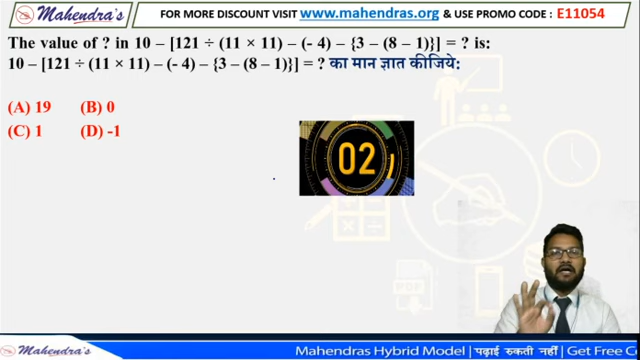 Mahendra's
FOR MORE DISCOUNT VISIT www.mahendras.org & USE PROMO CODE : E11054
The value of ? in 10 – [121 ÷ (11 × 11) – (- 4) – {3 – (8 – 1)}] = ? is:
10 – [121 ÷ (11 × 11) – (- 4) – {3 – (8 – 1)}] = ? का मान ज्ञात कीजिये:
(A) 19 (B) 0
(C) 1 (D) -1
02
PDF
Mahendra's
Mahendras Hybrid Model | पढ़ाई रुकती नहीं | Get Free C